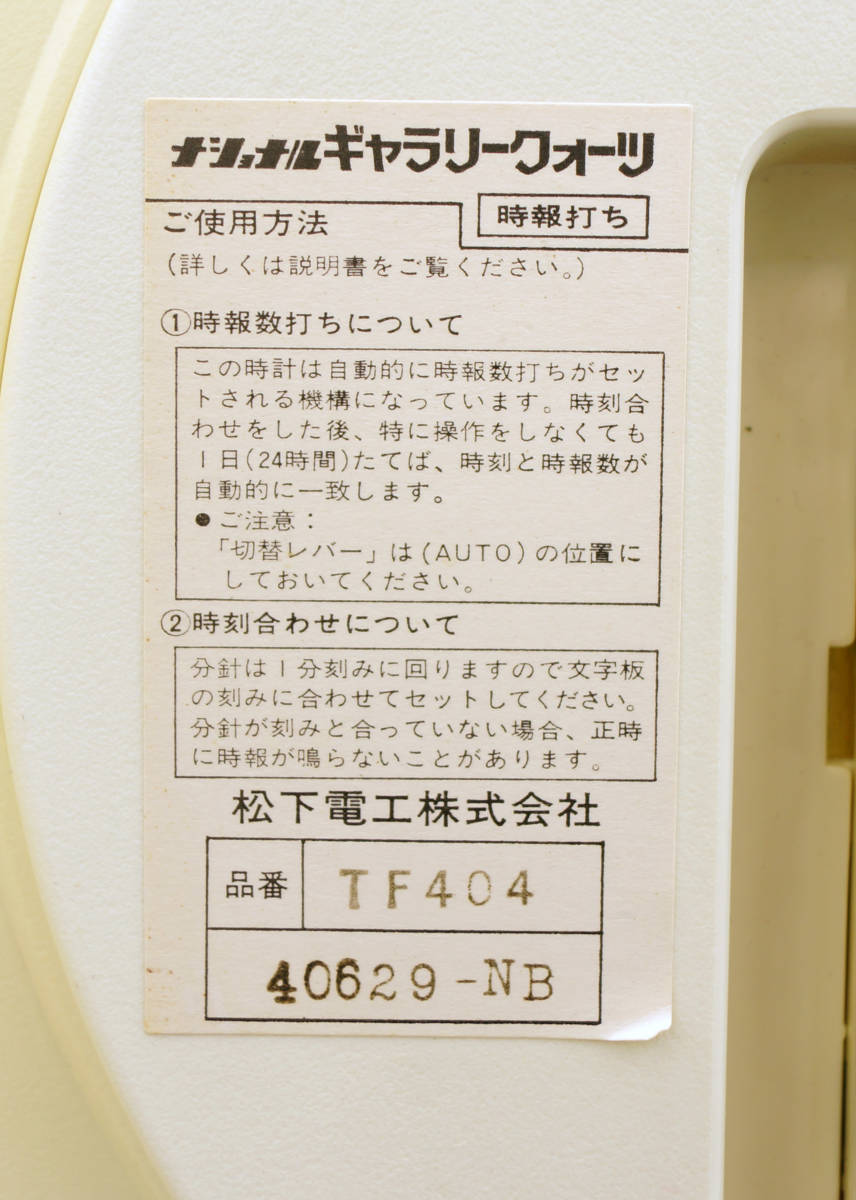 ナショナルギャラリークォーツ
ご使用方法
時報打ち
(詳しくは説明書をご覧ください。)
①時報数打ちについて
この時計は自動的に時報数打ちがセッ
トされる機構になっています。時刻合
わせをした後、特に操作をしなくても
1日(24時間)たてば、時刻と時報数が
自動的に一致します。
●ご注意:
「切替レバー」は(AUTO)の位置に
しておいてください。
②時刻合わせについて
分針は1分刻みに回りますので文字板
の刻みに合わせてセットしてください。
分針が刻みと合っていない場合、正時
に時報が鳴らないことがあります。
松下電工株式会社
品番 TF404
40629-NB